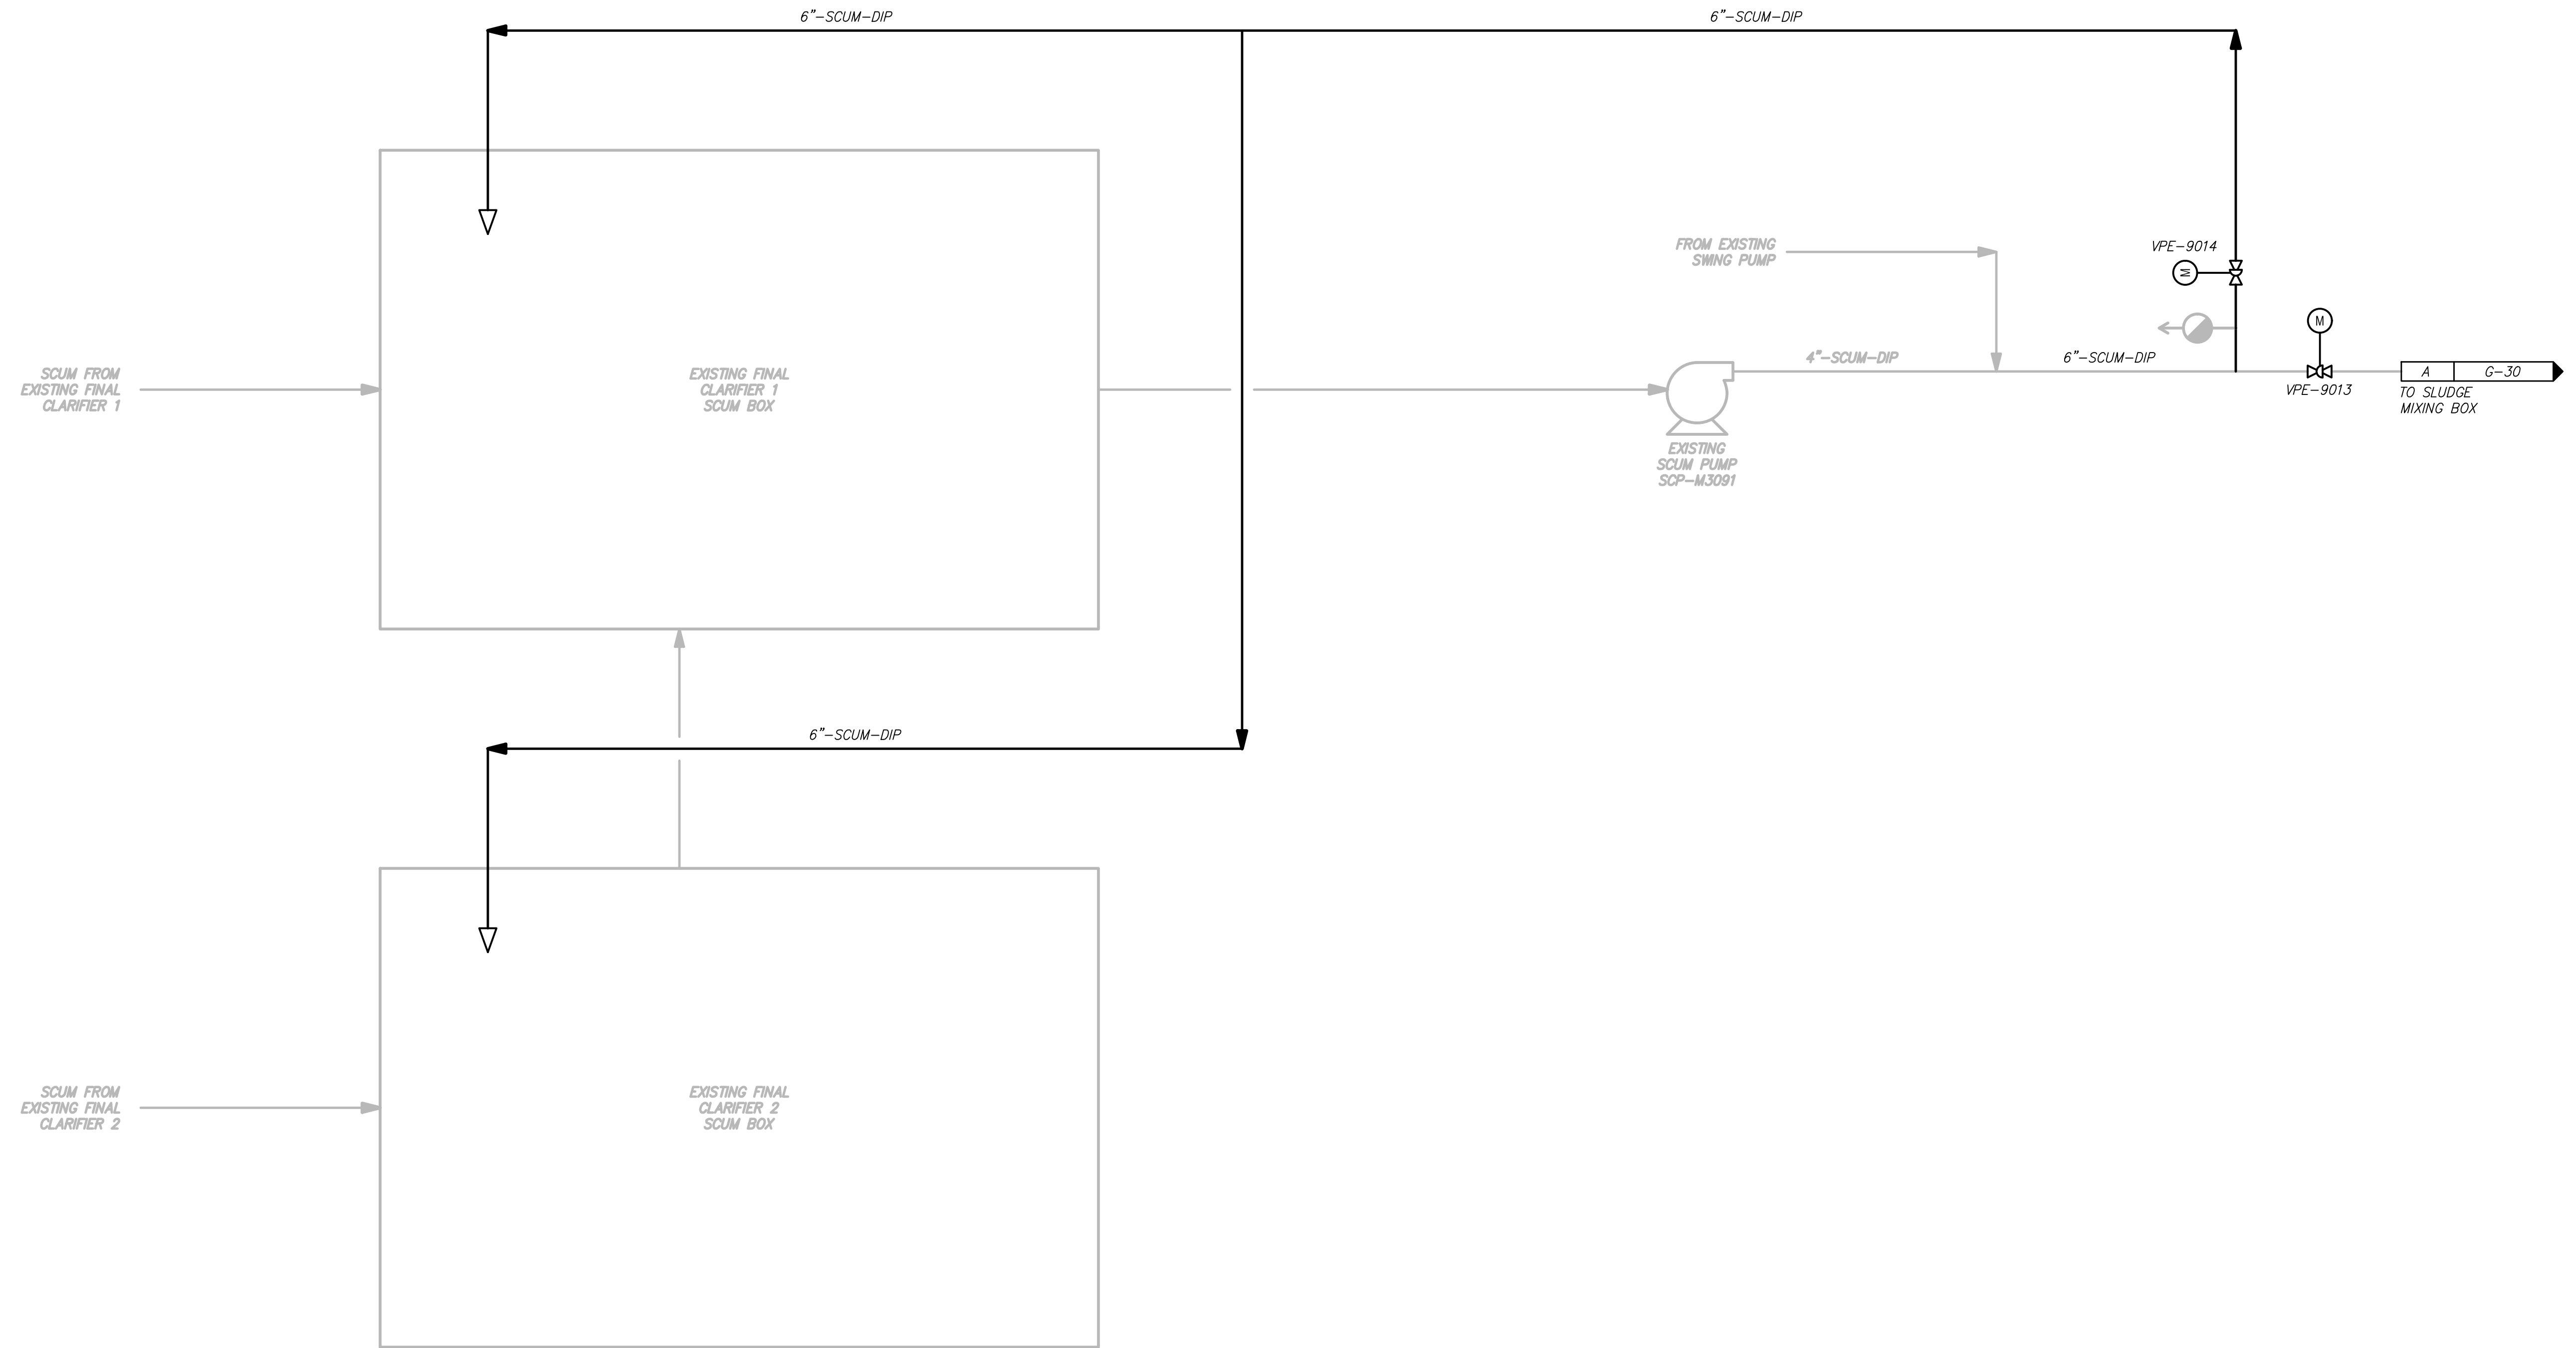 6"-SCUM-DIP
6"-SCUM-DIP
FROM EXISTING
SWING PUMP
VPE-9014
M
M
SCUM FROM
EXISTING FINAL
CLARIFIER 1
EXISTING FINAL
CLARIFIER 1
SCUM BOX
4"-SCUM-DIP
6"-SCUM-DIP
VPE-9013
A
G-30
TO SLUDGE
MIXING BOX
EXISTING
SCUM PUMP
SCP-M3091
6"-SCUM-DIP
SCUM FROM
EXISTING FINAL
CLARIFIER 2
EXISTING FINAL
CLARIFIER 2
SCUM BOX